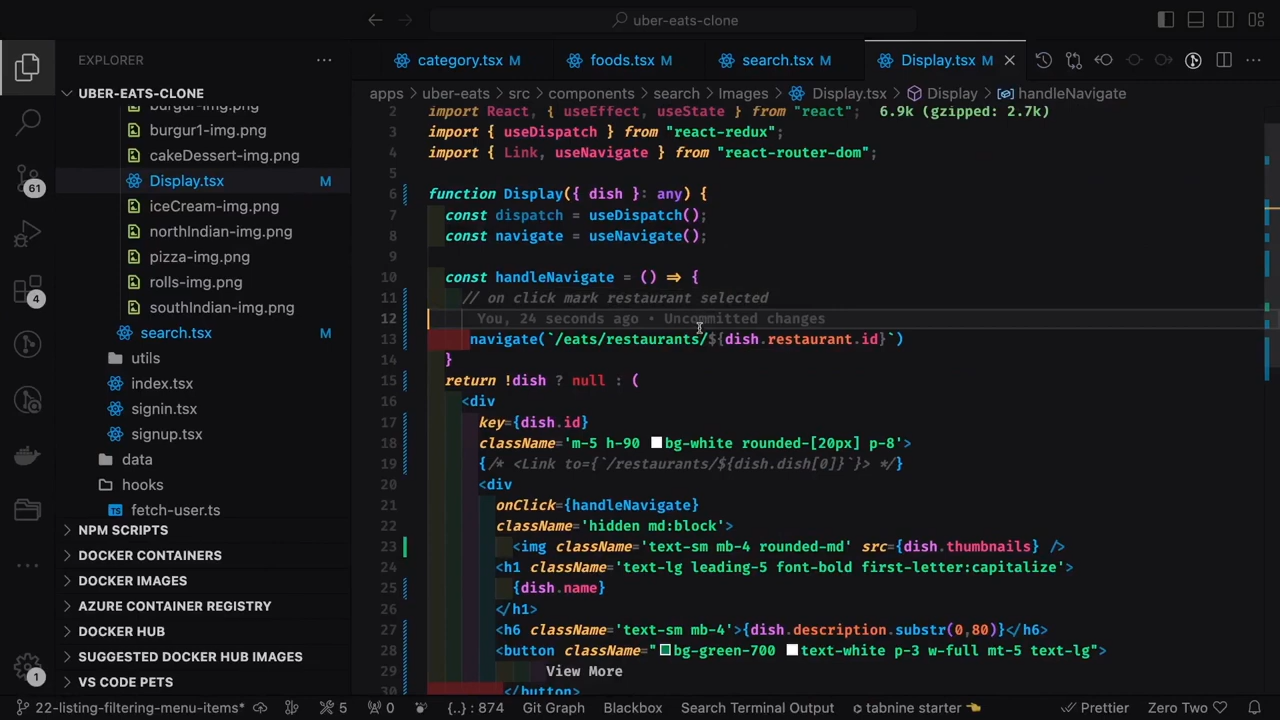 uber-eats-clone
EXPLORER
UBER-EATS-CLONE
burgur-img.png
burgur1-img.png
cakeDessert-img.png
Display.tsx M
iceCream-img.png
northIndian-img.png
pizza-img.png
rolls-img.png
southIndian-img.png
search.tsx
utils
index.tsx
signin.tsx
signup.tsx
data
hooks
fetch-user.ts
NPM SCRIPTS
DOCKER CONTAINERS
DOCKER IMAGES
AZURE CONTAINER REGISTRY
DOCKER HUB
SUGGESTED DOCKER HUB IMAGES
VS CODE PETS
61
4
1
category.tsx M foods.tsx M search.tsx M Display.tsx M
apps > uber-eats > src > components > search > Images > Display.tsx > Display > handleNavigate
2 import React, { useEffect, useState } from "react"; 6.9k (gzipped: 2.7k)
3 import { useDispatch } from "react-redux";
4 import { Link, useNavigate } from "react-router-dom";
5
6 function Display({ dish }: any) {
7 const dispatch = useDispatch();
8 const navigate = useNavigate();
9
10 const handleNavigate = () => {
11 // on click mark restaurant selected
12 You, 24 seconds ago • Uncommitted changes
13 navigate(`/eats/restaurants/${dish.restaurant.id}`)
14 }
15 return !dish ? null : (
16 <div
17 key={dish.id}
18 className='m-5 h-90 bg-white rounded-[20px] p-8'>
19 {/* <Link to={`/restaurants/${dish.dish[0]}`}> */}
20 <div
21 onClick={handleNavigate}
22 className='hidden md:block'>
23 <img className='text-sm mb-4 rounded-md' src={dish.thumbnails} />
24 <h1 className='text-lg leading-5 font-bold first-letter:capitalize'>
25 {dish.name}
26 </h1>
27 <h6 className='text-sm mb-4'>{dish.description.substr(0,80)}</h6>
28 <button className="bg-green-700 text-white p-3 w-full mt-5 text-lg">
29 View More
30 </button>
22-listing-filtering-menu-items* 5 0 {..} : 874 Git Graph Blackbox Search Terminal Output tabnine starter Prettier Zero Two